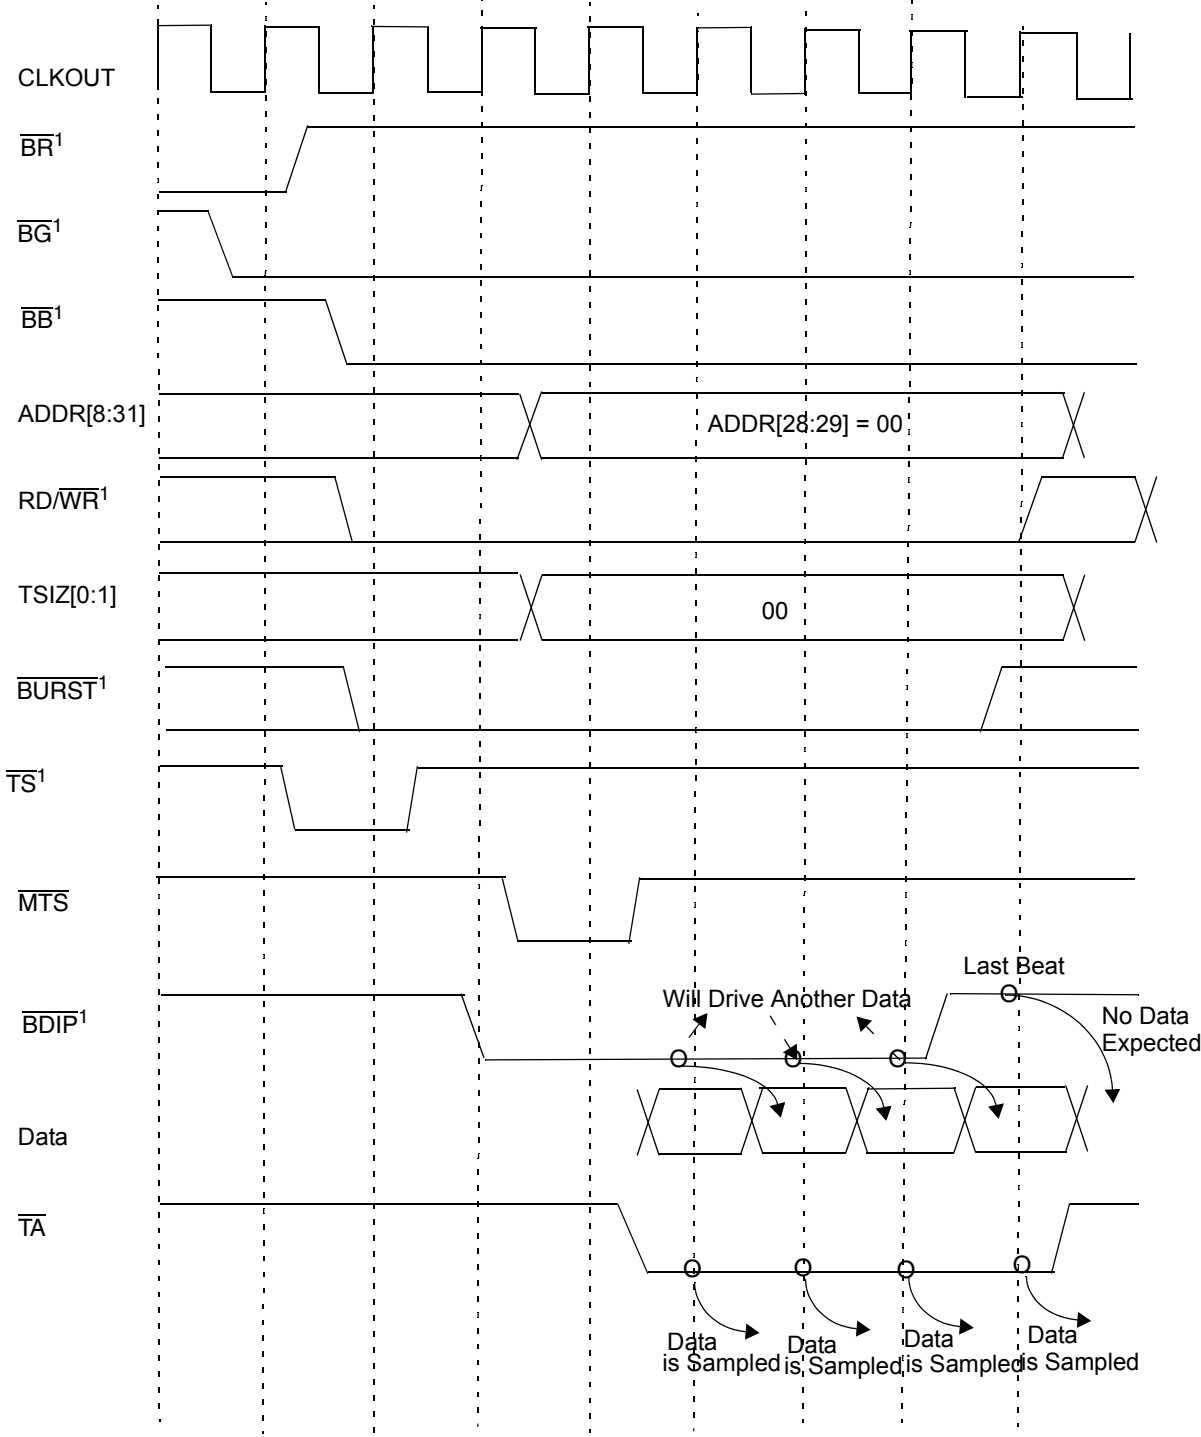 CLKOUT
BR1
BG1
BB1
ADDR[8:31]
ADDR[28:29] = 00
RD/WR1
TSIZ[0:1]
00
BURST1
TS1
MTS
Last Beat
Will Drive Another Data
BDIP1
No Data
Expected
Data
TA
Data
is Sampled
Data
is Sampled
Data
is Sampled
Data
is Sampled